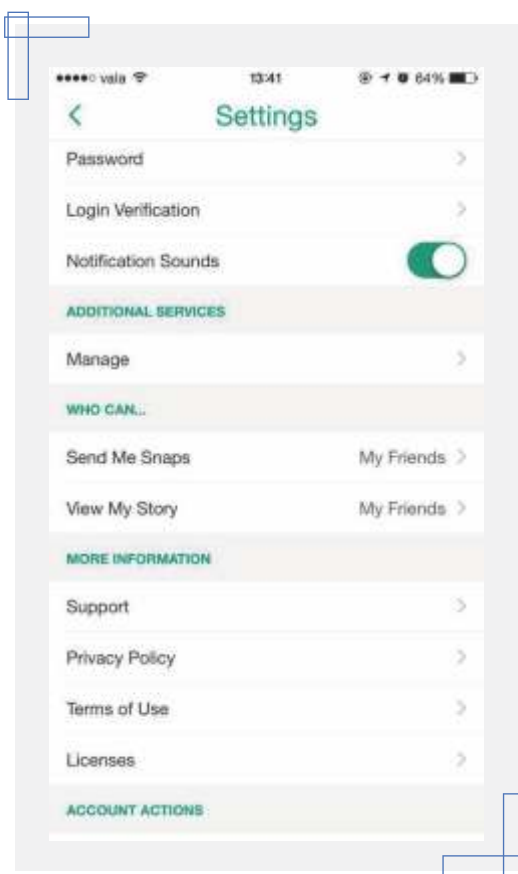 vala 13:41 64%
Settings
Password
Login Verification
Notification Sounds
ADDITIONAL SERVICES
Manage
WHO CAN...
Send Me Snaps My Friends
View My Story My Friends
MORE INFORMATION
Support
Privacy Policy
Terms of Use
Licenses
ACCOUNT ACTIONS